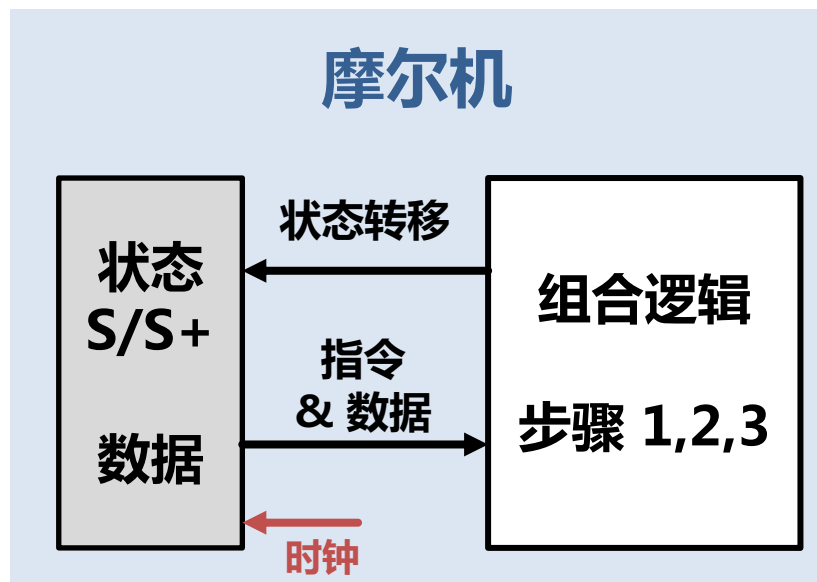 摩尔机
状态
S/S+
数据
状态转移
指令
& 数据
时钟
组合逻辑
步骤 1,2,3